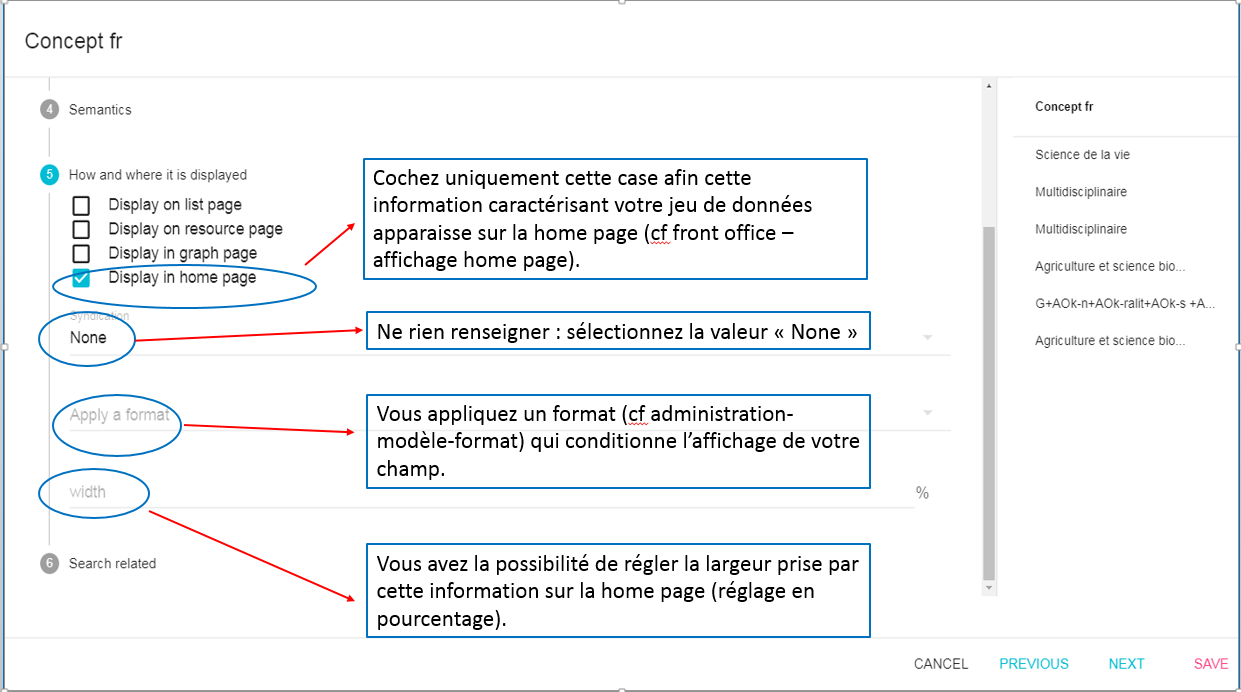 Concept fr
4 Semantics
5 How and where it is displayed
Display on list page
Display on resource page
Display in graph page
Display in home page
Cochez uniquement cette case afin cette
information caractérisant votre jeu de données
apparaisse sur la home page (cf front office –
affichage home page).
Syndication
None
Ne rien renseigner : sélectionnez la valeur « None »
Apply a format
Vous appliquez un format (cf administration-
modèle-format) qui conditionne l’affichage de votre
champ.
width
%
6 Search related
Vous avez la possibilité de régler la largeur prise par
cette information sur la home page (réglage en
pourcentage).
Concept fr
Science de la vie
Multidisciplinaire
Multidisciplinaire
Agriculture et science bio...
G+AOk-n+AOk-ralit+AOk-s +A...
Agriculture et science bio...
CANCEL PREVIOUS NEXT SAVE